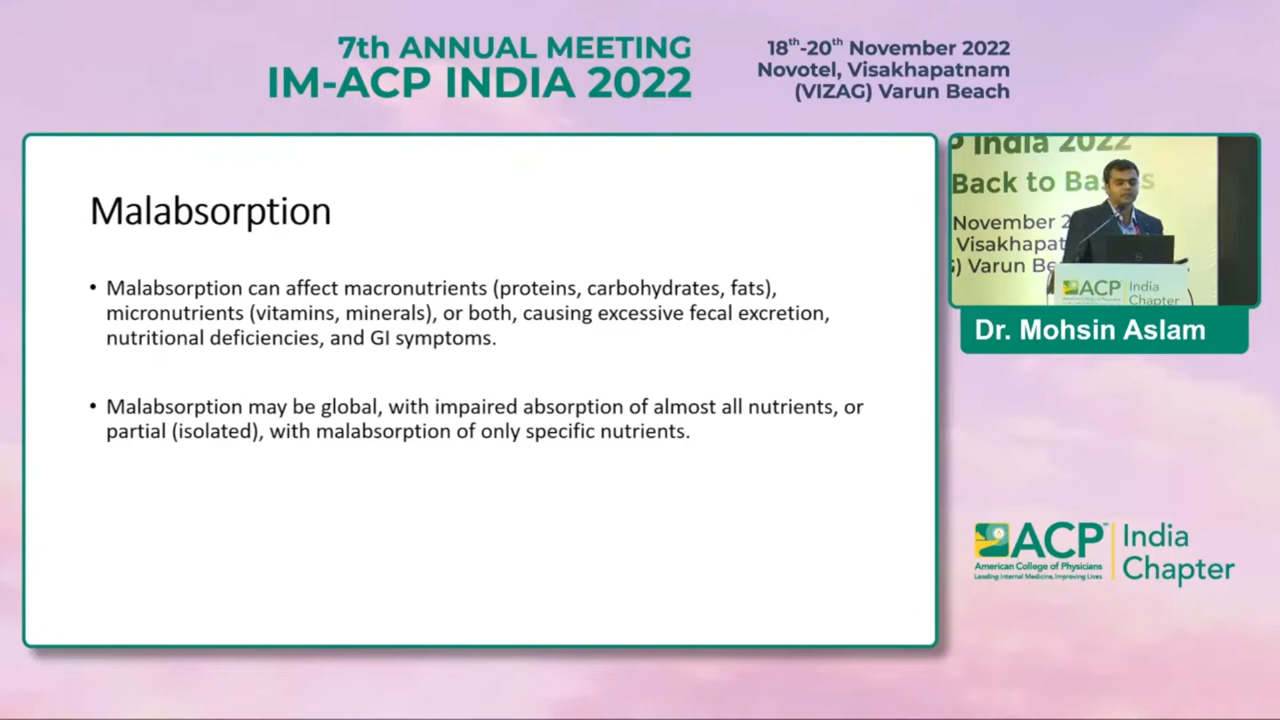 7th ANNUAL MEETING
IM-ACP INDIA 2022
18th-20th November 2022
Novotel, Visakhapatnam
(VIZAG) Varun Beach
Malabsorption
• Malabsorption can affect macronutrients (proteins, carbohydrates, fats),
micronutrients (vitamins, minerals), or both, causing excessive fecal excretion,
nutritional deficiencies, and GI symptoms.
• Malabsorption may be global, with impaired absorption of almost all nutrients, or
partial (isolated), with malabsorption of only specific nutrients.
P India 2022
Back to Ba s
November 2
Visakhapat
) Varun Be
ACP India
Chapter
Dr. Mohsin Aslam
ACP™ India
Chapter
American College of Physicians
Leading Internal Medicine, Improving Lives